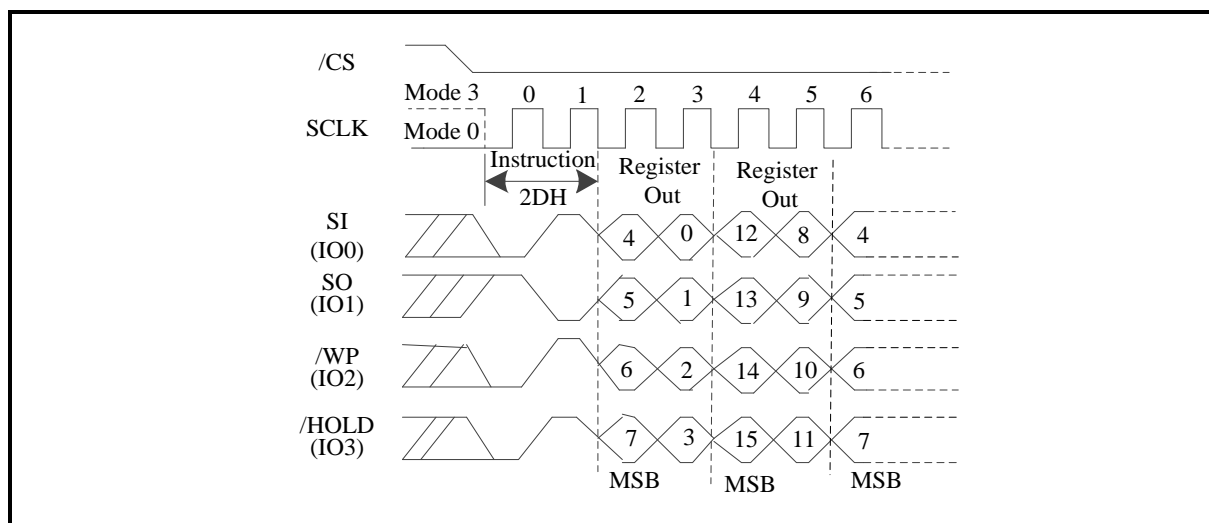 /CS
Mode 3 0 1 2 3 4 5 6
SCLK Mode 0
Instruction Register Out Register Out
2DH
SI (IO0) 4 0 12 8 4
SO (IO1) 5 1 13 9 5
/WP (IO2) 6 2 14 10 6
/HOLD (IO3) 7 3 15 11 7
MSB MSB MSB